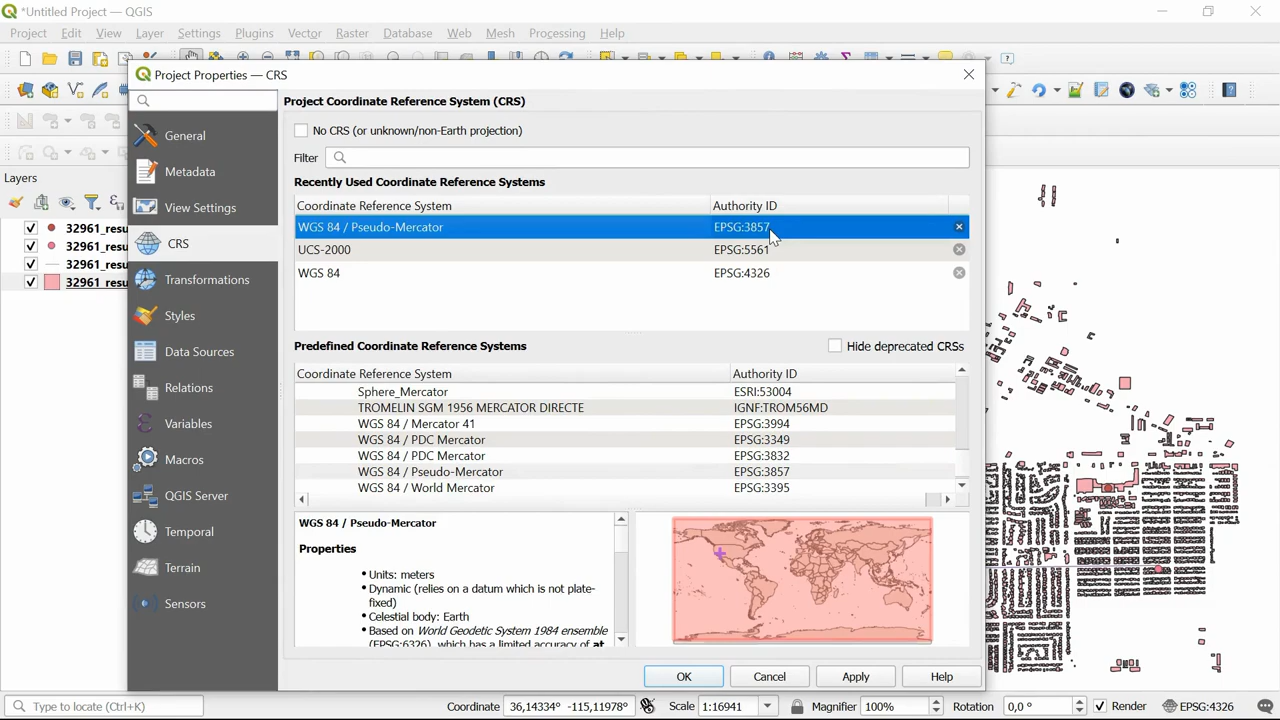 *Untitled Project — QGIS
Project Edit View Layer Settings Plugins Vector Raster Database Web Mesh Processing Help
Project Properties — CRS
Project Coordinate Reference System (CRS)
No CRS (or unknown/non-Earth projection)
General
Filter
Metadata
Layers
Recently Used Coordinate Reference Systems
View Settings
Coordinate Reference System Authority ID
32961_resu
WGS 84 / Pseudo-Mercator EPSG:3857
32961_resu
CRS
UCS-2000 EPSG:5561
32961_resu
WGS 84 EPSG:4326
32961_resu
Transformations
Styles
Predefined Coordinate Reference Systems Hide deprecated CRSs
Data Sources
Coordinate Reference System Authority ID
Relations
Sphere_Mercator ESRI:53004
TROMELIN SGM 1956 MERCATOR DIRECTE IGNF:TROM56MD
Variables
WGS 84 / Mercator 41 EPSG:3994
WGS 84 / PDC Mercator EPSG:3349
Macros
WGS 84 / PDC Mercator EPSG:3832
WGS 84 / Pseudo-Mercator EPSG:3857
WGS 84 / World Mercator EPSG:3395
QGIS Server
WGS 84 / Pseudo-Mercator
Temporal
Properties
Terrain
• Units: meters
• Dynamic (relies on a datum which is not plate-
fixed)
Sensors
• Celestial body: Earth
• Based on World Geodetic System 1984 ensemble
(EPSG:6326), which has a limited accuracy of at
OK Cancel Apply Help
Type to locate (Ctrl+K) Coordinate 36,14334° -115,11978° Scale 1:16941 Magnifier 100% Rotation 0,0 ° Render EPSG:4326